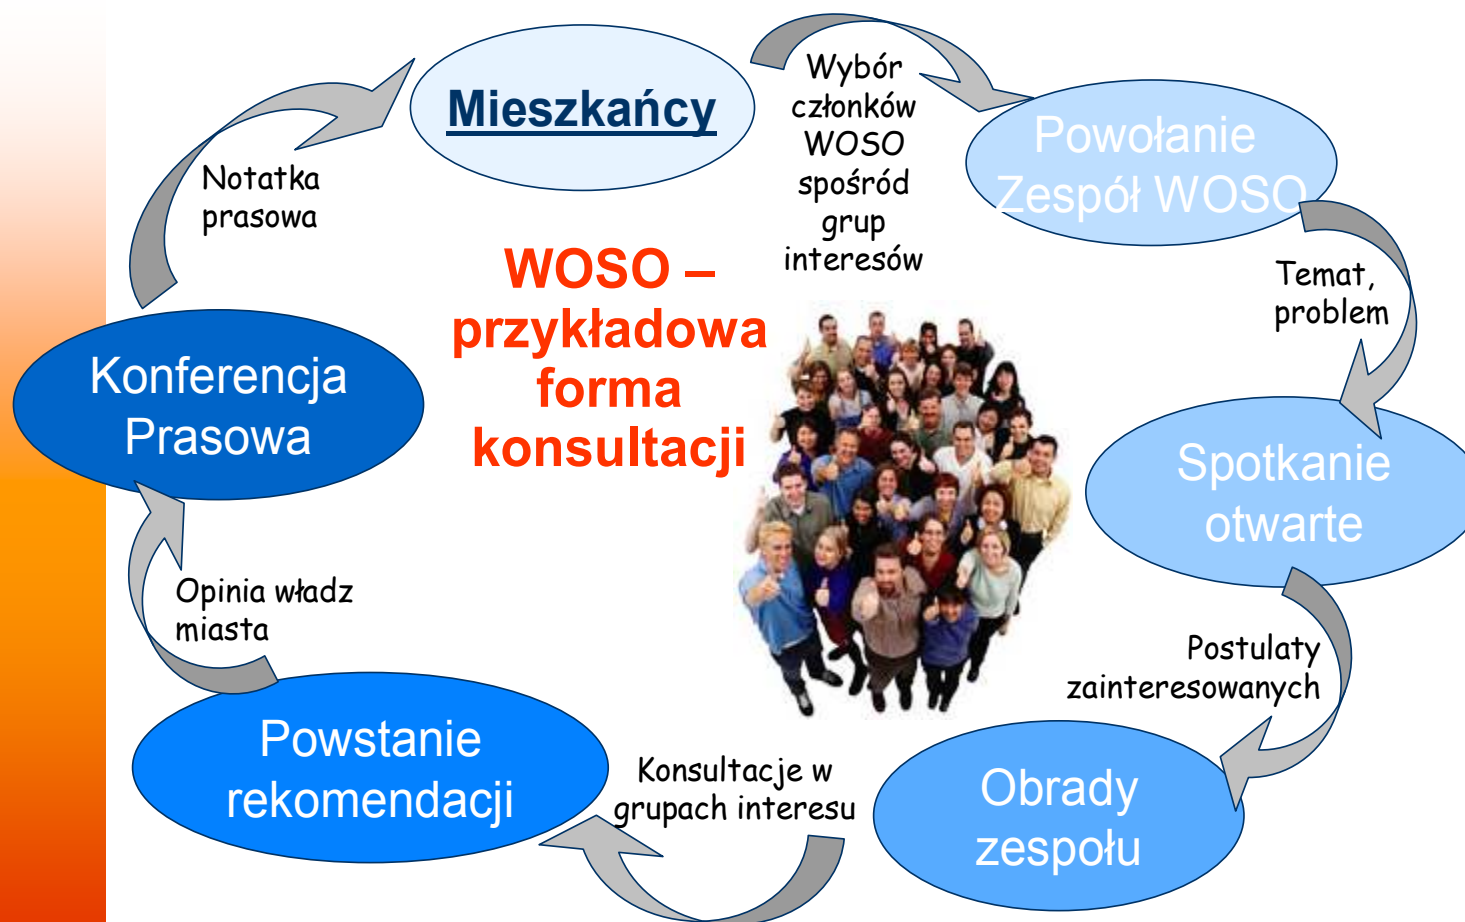 Mieszkańcy
Wybór
członków
WOSO
spośród
grup
interesów
Powołanie
Zespół WOSO
Temat,
problem
Spotkanie
otwarte
Postulaty
zainteresowanych
Obrady
zespołu
Konsultacje w
grupach interesu
Powstanie
rekomendacji
Opinia władz
miasta
Konferencja
Prasowa
Notatka
prasowa
WOSO –
przykładowa
forma
konsultacji